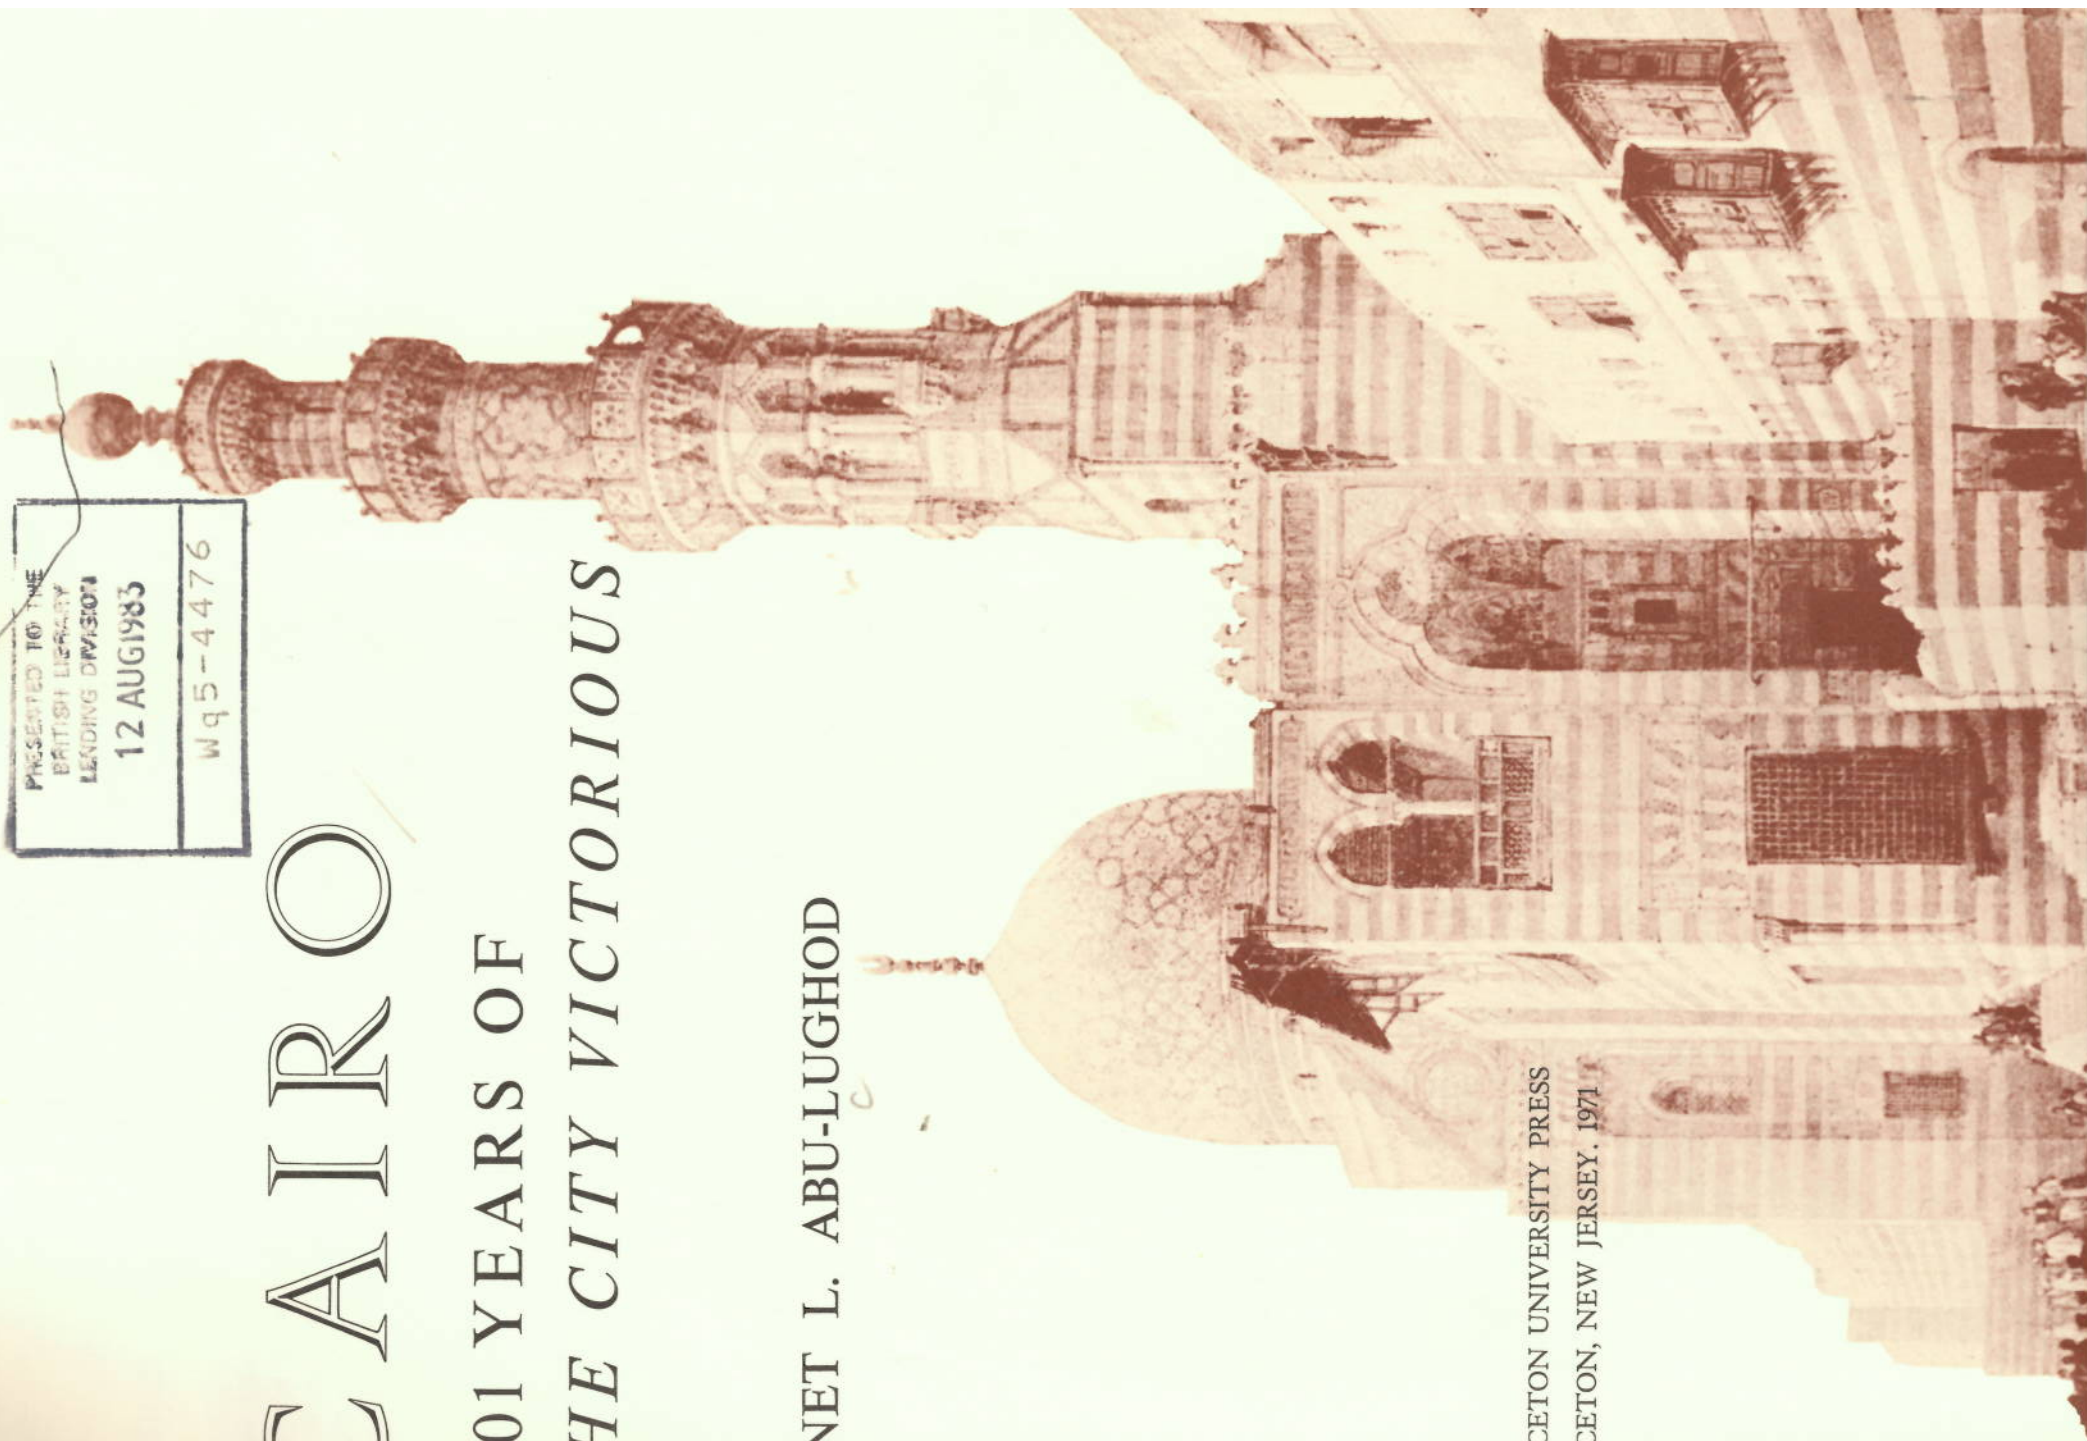 PRESENTED TO THE
BRITISH LIBRARY
LENDING DIVISION
12 AUG1983
Wq5-4476
CAIRO
01 YEARS OF
HE CITY VICTORIOUS
NET L. ABU-LUGHOD
CETON UNIVERSITY PRESS
CETON, NEW JERSEY. 1971